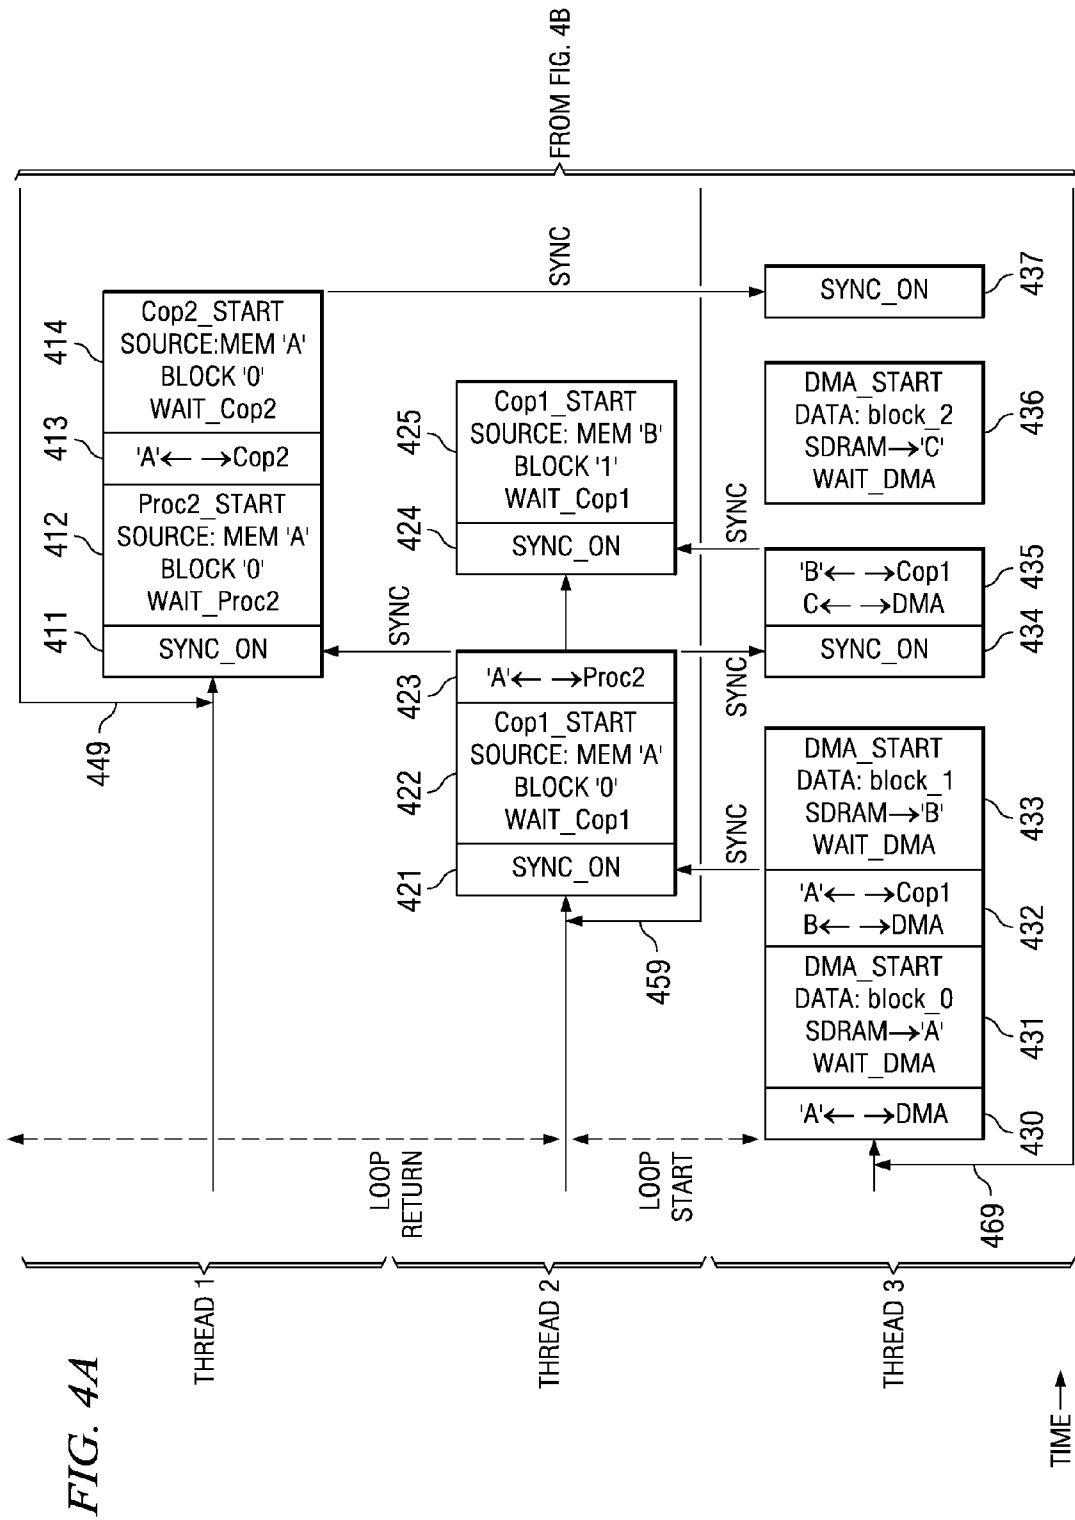 FIG. 4A
THREAD 1
THREAD 2
THREAD 3
TIME
LOOP
RETURN
LOOP
START
449
411
SYNC_ON
412
Proc2_START
SOURCE: MEM 'A'
BLOCK '0'
WAIT_Proc2
413
'A'← →Cop2
414
Cop2_START
SOURCE:MEM 'A'
BLOCK '0'
WAIT_Cop2
SYNC
SYNC
459
421
SYNC_ON
422
Cop1_START
SOURCE: MEM 'A'
BLOCK '0'
WAIT_Cop1
423
'A'← →Proc2
424
SYNC_ON
425
Cop1_START
SOURCE: MEM 'B'
BLOCK '1'
WAIT_Cop1
SYNC
SYNC
SYNC
469
'A'← →DMA
430
DMA_START
DATA: block_0
SDRAM→'A'
WAIT_DMA
431
'A'← →Cop1
B← →DMA
432
DMA_START
DATA: block_1
SDRAM→'B'
WAIT_DMA
433
SYNC_ON
434
'B'← →Cop1
C← →DMA
435
DMA_START
DATA: block_2
SDRAM→'C'
WAIT_DMA
436
SYNC_ON
437
FROM FIG. 4B